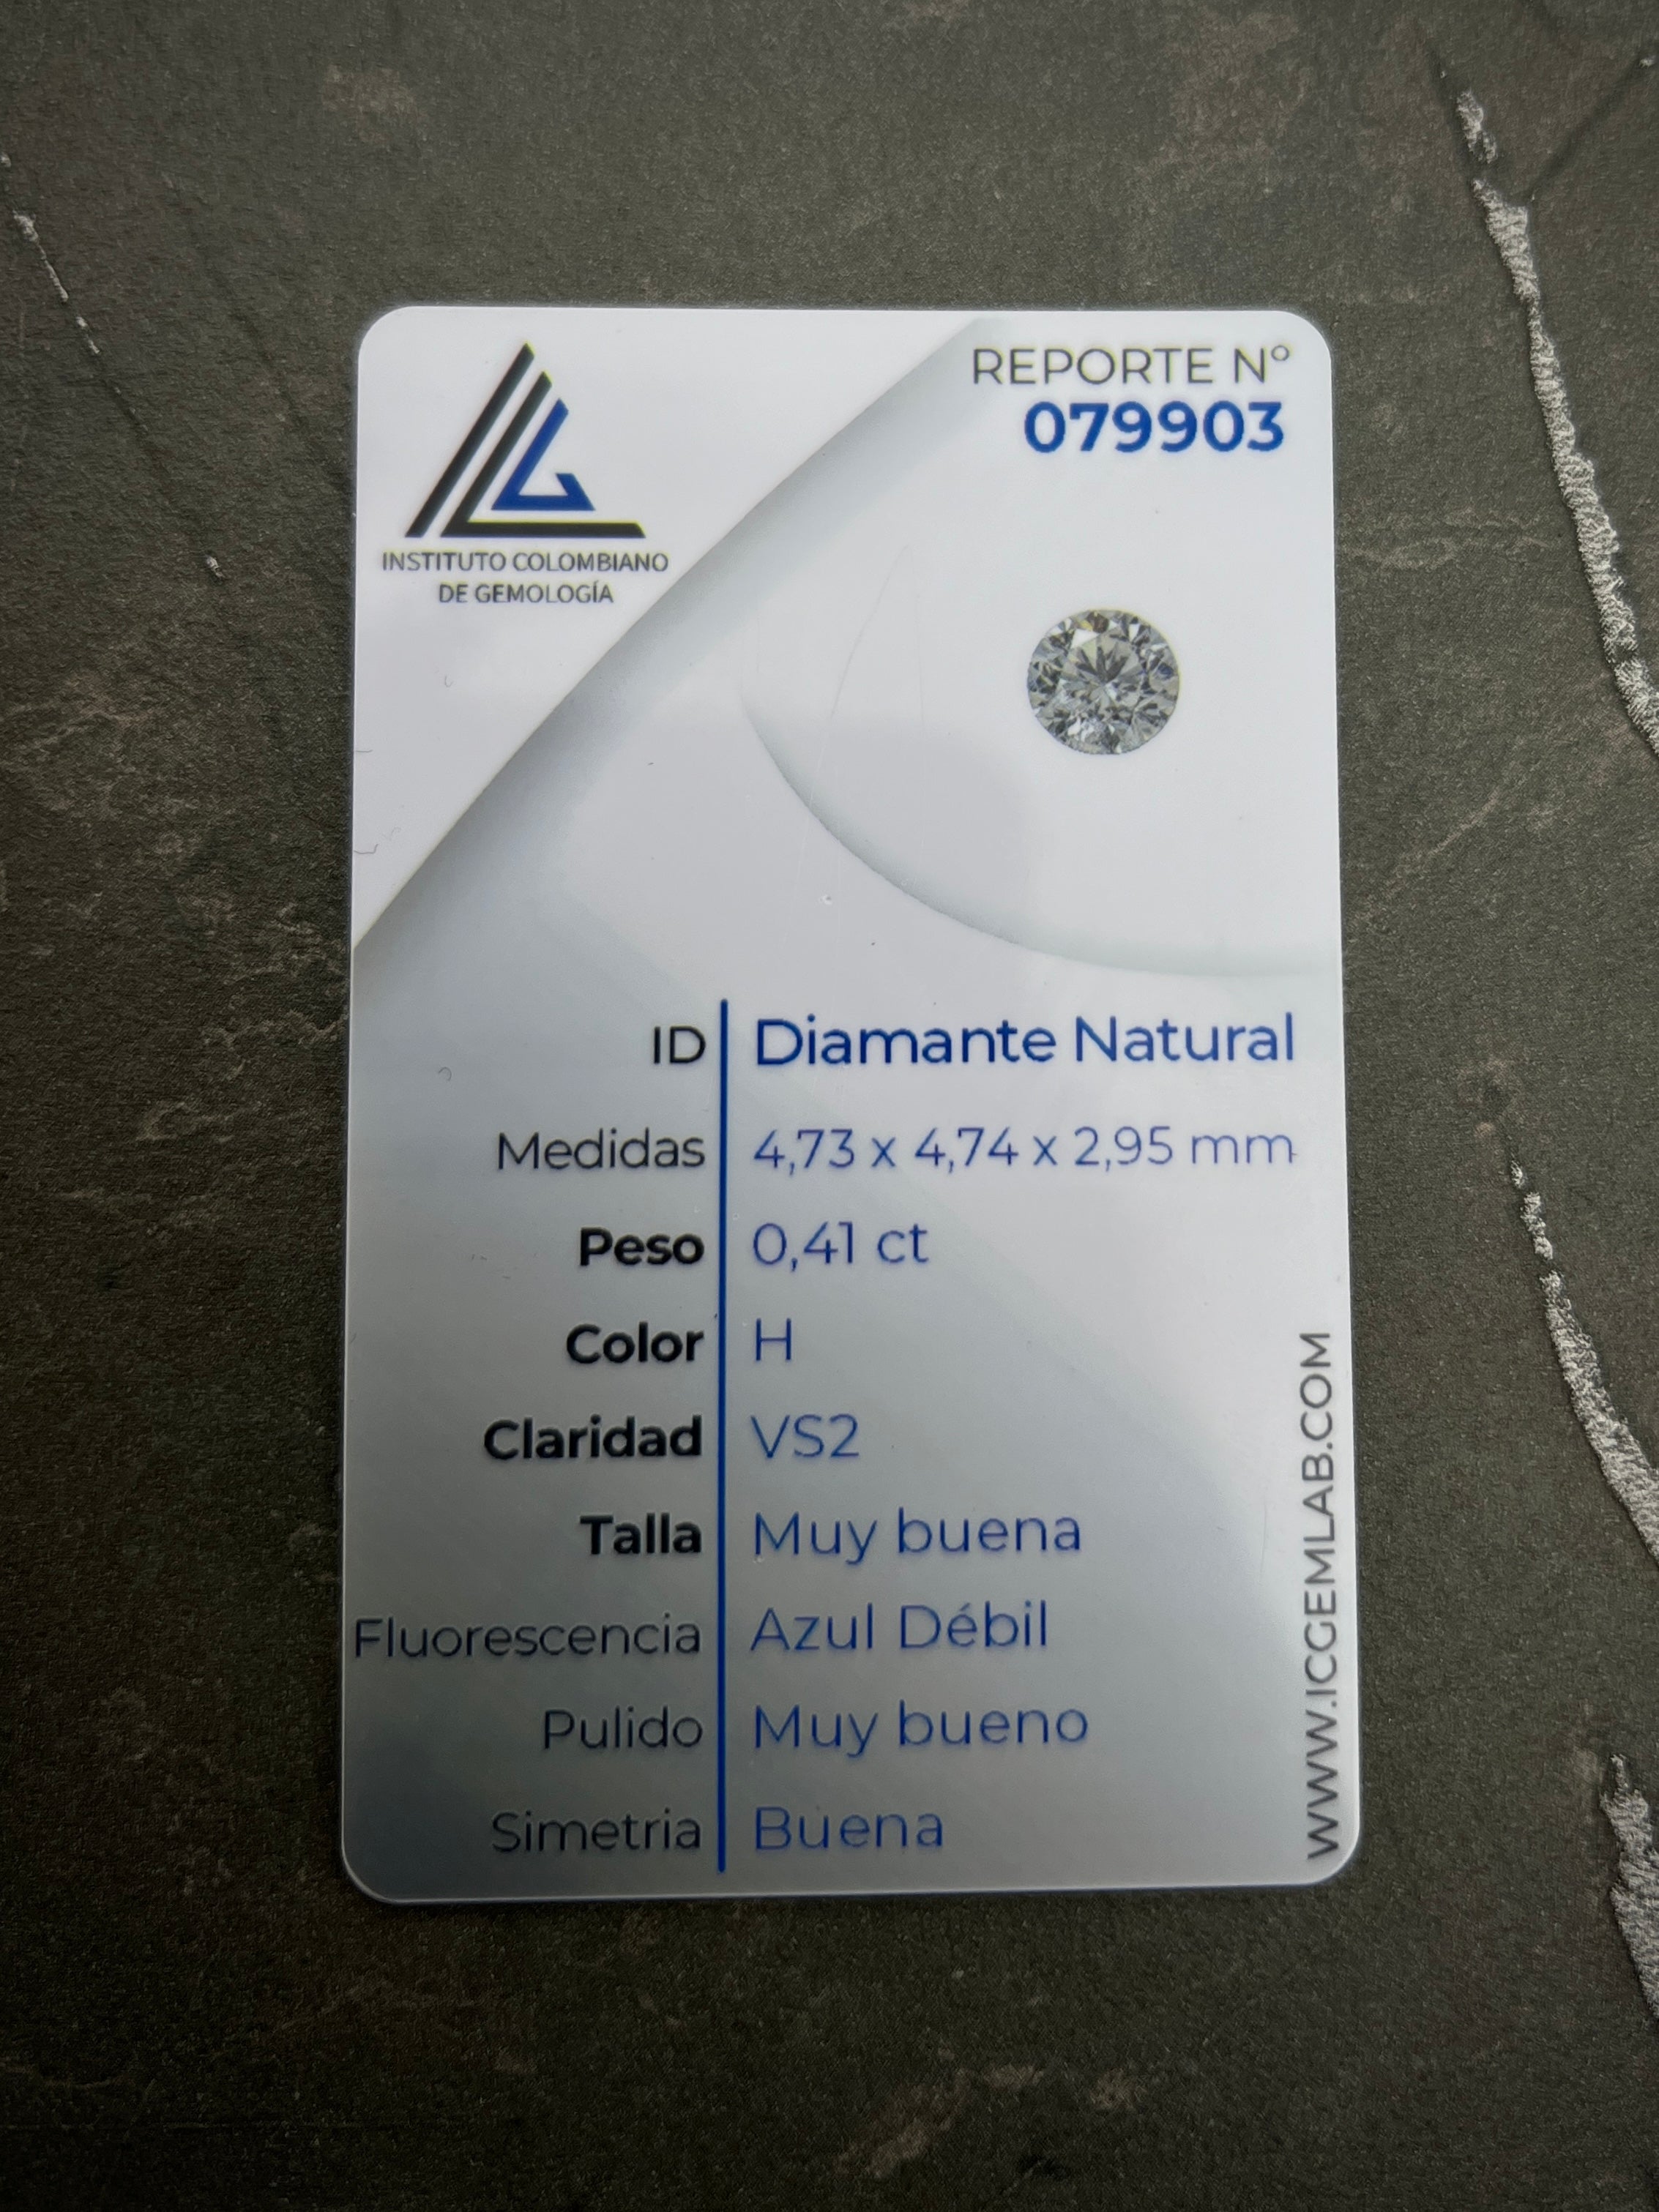 INSTITUTO COLOMBIANO
DE GEMOLOGÍA
REPORTE Nº
079903
ID Diamante Natural
Medidas 4,73 x 4,74 x 2,95 mm
Peso 0,41 ct
Color H
Claridad VS2
Talla Muy buena
Fluorescencia Azul Débil
Pulido Muy bueno
Simetria Buena
WWW.ICGEMLAB.COM